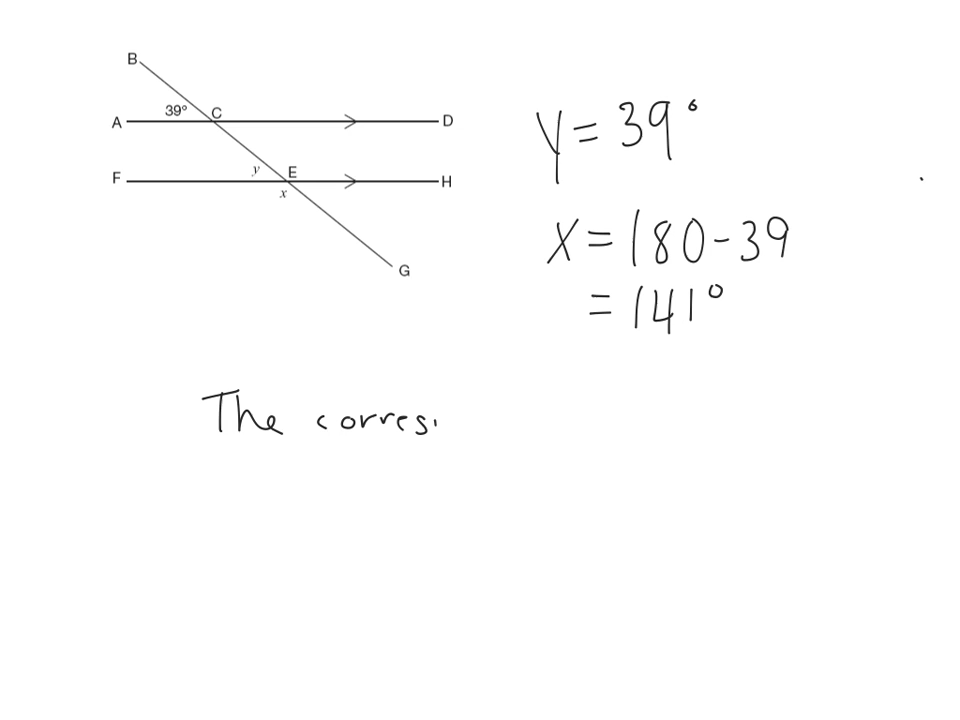 B
39° C
A D
y E
F H
x
G
y = 39°
x = 180 - 39
= 141°
The corres